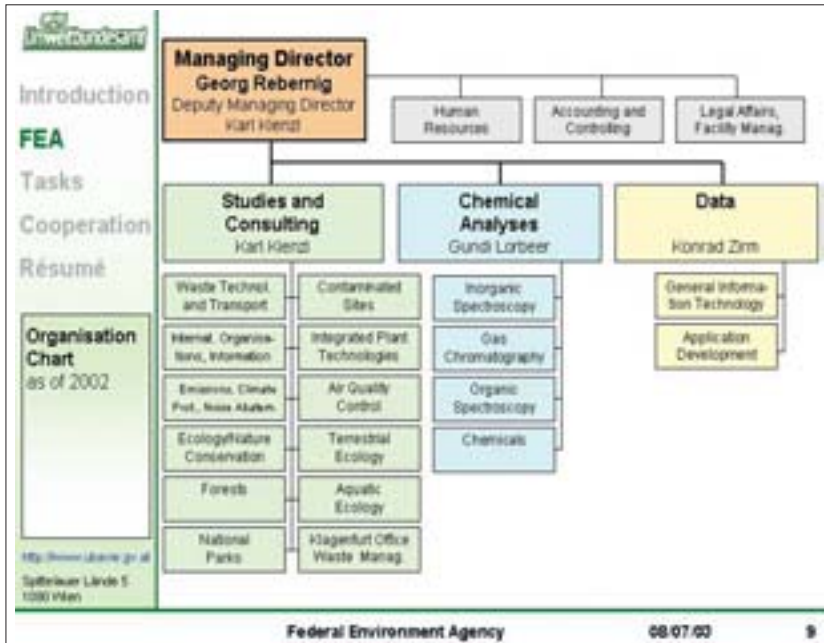 Umweltbundesamt
Introduction
FEA
Tasks
Cooperation
Résumé
Organisation
Chart
as of 2002
Spittelauer Lände 5
1090 Wien
Managing Director
Georg Rebernig
Deputy Managing Director
Karl Kienzl
Human
Resources
Accounting and
Controlling
Legal Affairs,
Facility Manag.
Studies and
Consulting
Karl Kienzl
Waste Technol.
and Transport
Contaminated
Sites
Internat. Organisa-
tions, Information
Integrated Plant
Technologies
Emissions, Climate
Prot., Noise Abatem.
Air Quality
Control
Ecology/Nature
Conservation
Terrestrial
Ecology
Forests
Aquatic
Ecology
National
Parks
Klagenfurt Office
Waste Manag.
Chemical
Analyses
Gundi Lorbeer
Inorganic
Spectroscopy
Gas
Chromatography
Organic
Spectroscopy
Chemicals
Data
Konrad Zirm
General Informa-
tion Technology
Application
Development
Federal Environment Agency
08/07/03
9